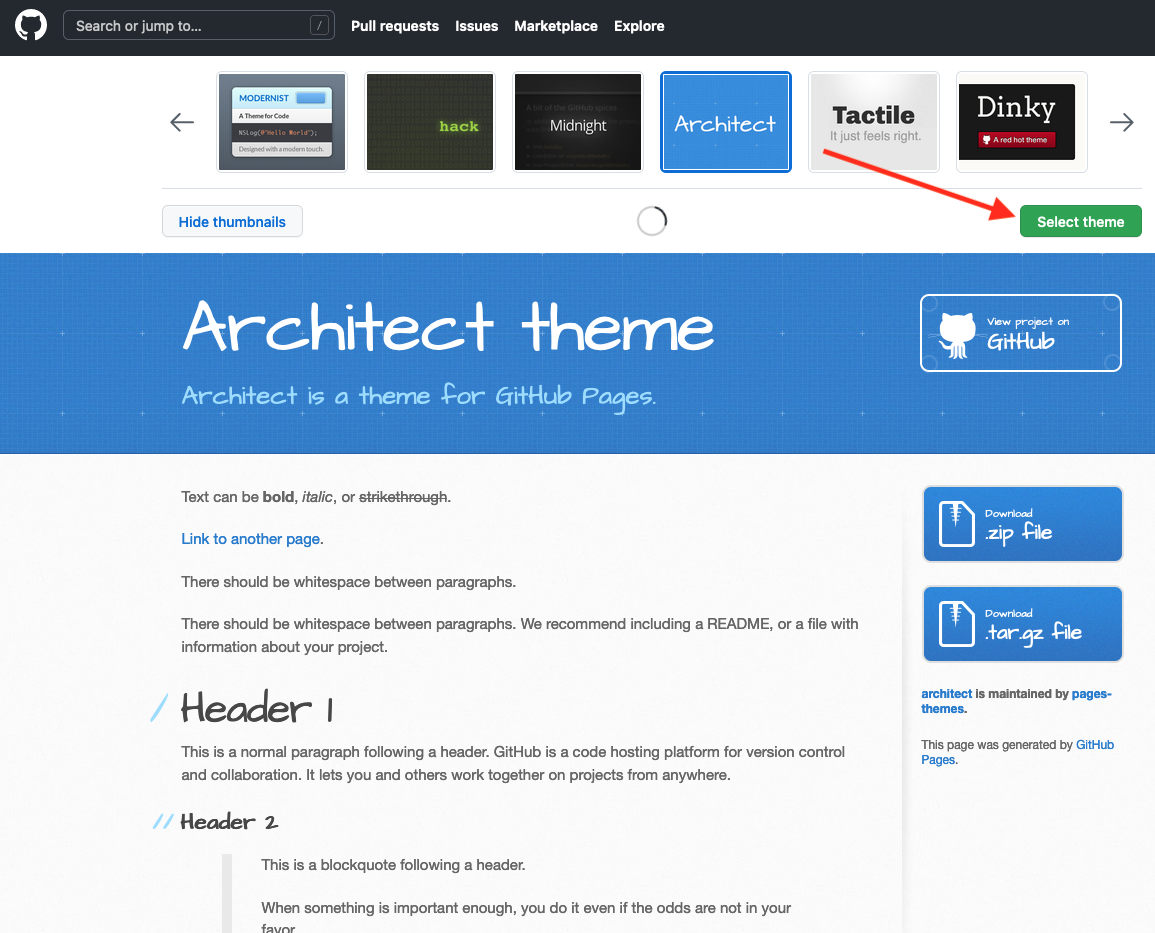 Search or jump to...
/
Pull requests
Issues
Marketplace
Explore
MODERNIST
A Theme for Code
NSLog(@"Hello World");
Designed with a modern touch.
hack
A bit of the GitHub spices
Midnight
Architect
Tactile
It just feels right.
Dinky
A red hot theme
Hide thumbnails
Select theme
Architect theme
Architect is a theme for GitHub Pages.
View project on
GitHub
Text can be bold, italic, or strikethrough.
Link to another page.
There should be whitespace between paragraphs.
There should be whitespace between paragraphs. We recommend including a README, or a file with
information about your project.
/ Header 1
This is a normal paragraph following a header. GitHub is a code hosting platform for version control
and collaboration. It lets you and others work together on projects from anywhere.
// Header 2
This is a blockquote following a header.
When something is important enough, you do it even if the odds are not in your
favor.
Download
.zip file
Download
.tar.gz file
architect is maintained by pages-
themes.
This page was generated by GitHub
Pages.